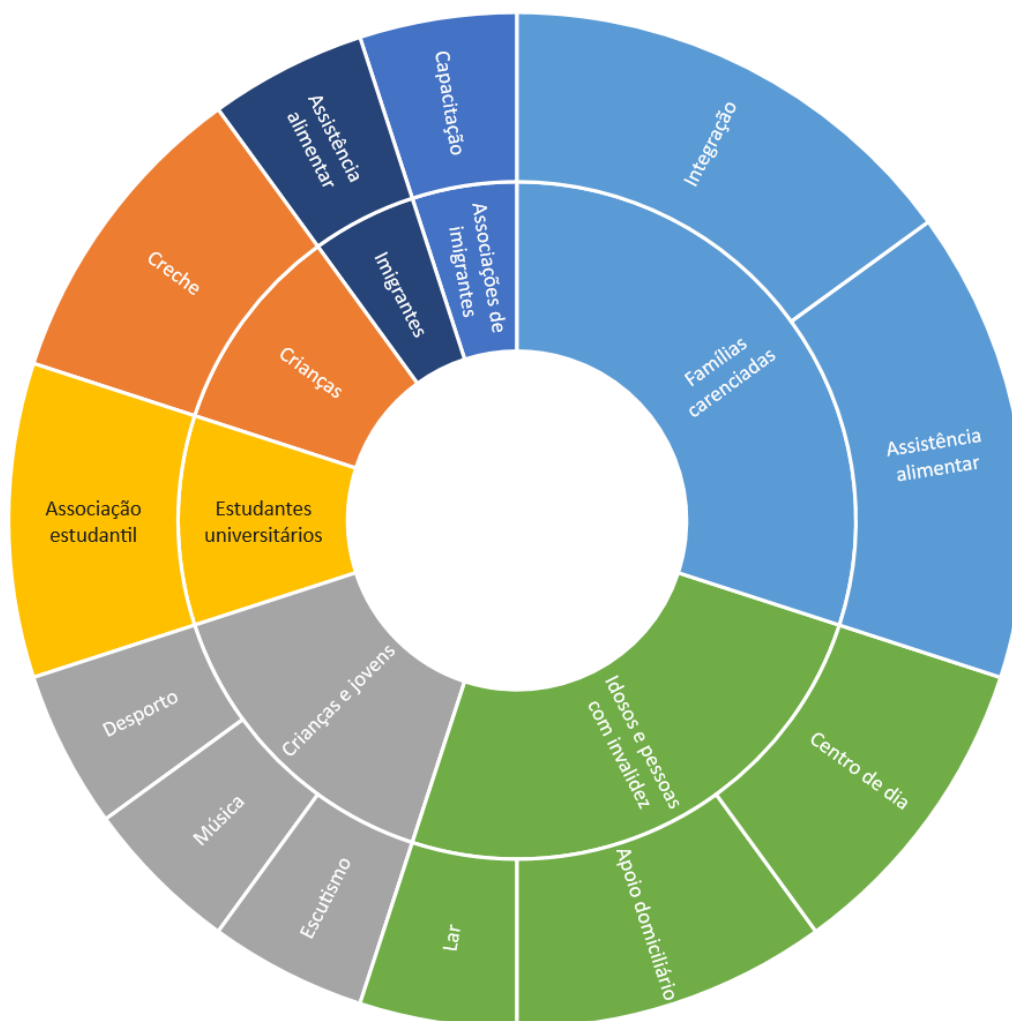 Integração
Famílias
carenciadas
Assistência
alimentar
Idosos e pessoas
com invalidez
Centro de dia
Apoio domiciliário
Lar
Crianças e jovens
Escutismo
Música
Desporto
Estudantes
universitários
Associação
estudantil
Crianças
Creche
Imigrantes
Assistência
alimentar
Associações de
imigrantes
Capacitação